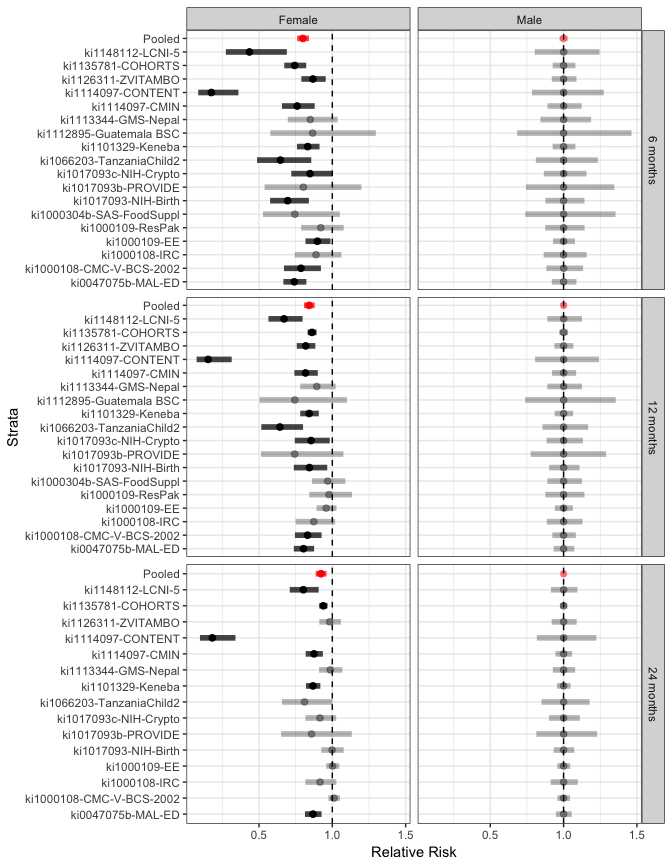 Female Male
Pooled
ki1148112-LCNI-5
ki1135781-COHORTS
ki1126311-ZVITAMBO
ki1114097-CONTENT
ki1114097-CMIN
ki1113344-GMS-Nepal
ki1112895-Guatemala BSC
ki1101329-Keneba
ki1066203-TanzaniaChild2
ki1017093c-NIH-Crypto
ki1017093b-PROVIDE
ki1017093-NIH-Birth
ki1000304b-SAS-FoodSuppl
ki1000109-ResPak
ki1000109-EE
ki1000108-IRC
ki1000108-CMC-V-BCS-2002
ki0047075b-MAL-ED
6 months
Pooled
ki1148112-LCNI-5
ki1135781-COHORTS
ki1126311-ZVITAMBO
ki1114097-CONTENT
ki1114097-CMIN
ki1113344-GMS-Nepal
ki1112895-Guatemala BSC
ki1101329-Keneba
ki1066203-TanzaniaChild2
ki1017093c-NIH-Crypto
ki1017093b-PROVIDE
ki1017093-NIH-Birth
ki1000304b-SAS-FoodSuppl
ki1000109-ResPak
ki1000109-EE
ki1000108-IRC
ki1000108-CMC-V-BCS-2002
ki0047075b-MAL-ED
12 months
Pooled
ki1148112-LCNI-5
ki1135781-COHORTS
ki1126311-ZVITAMBO
ki1114097-CONTENT
ki1114097-CMIN
ki1113344-GMS-Nepal
ki1101329-Keneba
ki1066203-TanzaniaChild2
ki1017093c-NIH-Crypto
ki1017093b-PROVIDE
ki1017093-NIH-Birth
ki1000109-EE
ki1000108-IRC
ki1000108-CMC-V-BCS-2002
ki0047075b-MAL-ED
24 months
Strata
0.5 1.0 1.5 0.5 1.0 1.5
Relative Risk